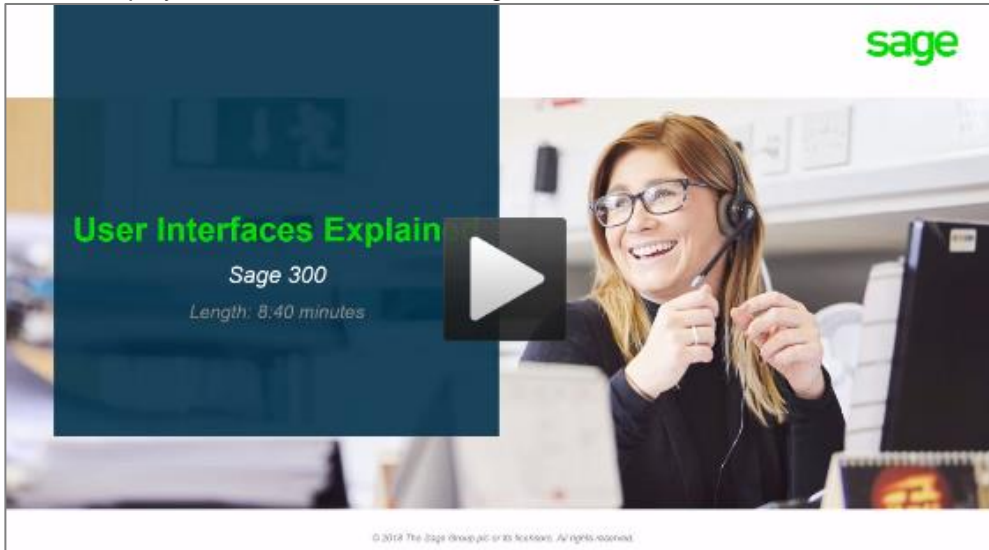 sage
User Interfaces Explain
Sage 300
Length: 8:40 minutes
© 2018 The Sage Group plc or its licensors. All rights reserved.